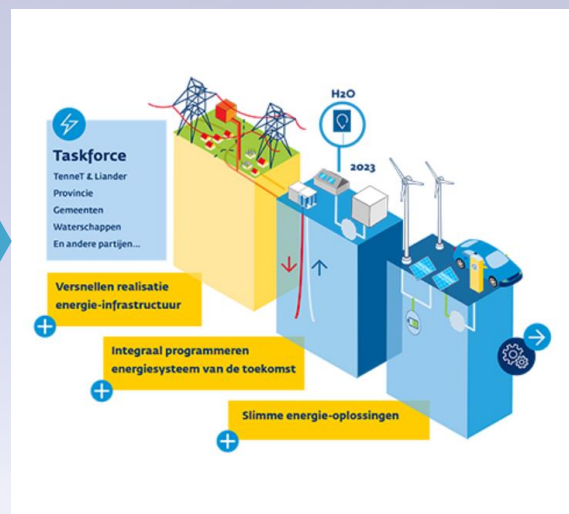 H2O
2023
Taskforce
TenneT & Liander
Provincie
Gemeenten
Waterschappen
En andere partijen...
Versnellen realisatie
energie-infrastructuur
Integraal programmeren
energiesysteem van de toekomst
Slimme energie-oplossingen